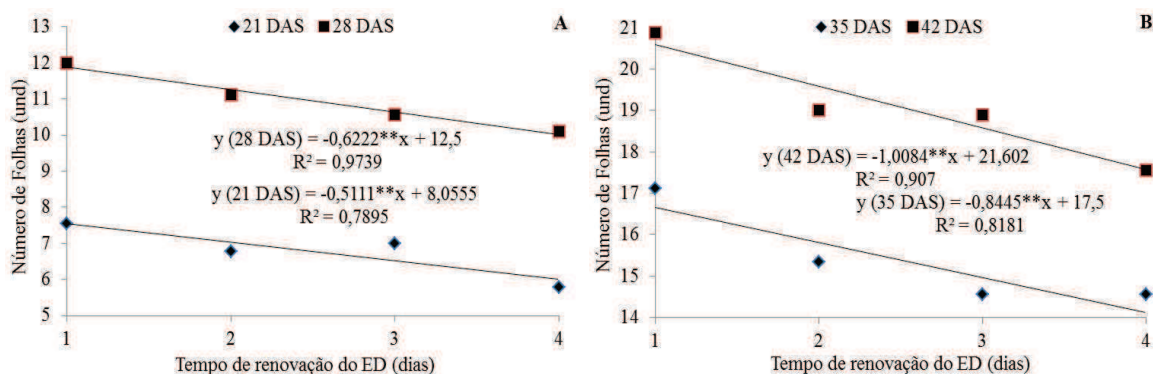 21 DAS 28 DAS A
Número de Folhas (und)
13
12
11
10
9
8
7
6
5
y (28 DAS) = -0,6222**x + 12,5
R² = 0,9739
y (21 DAS) = -0,5111**x + 8,0555
R² = 0,7895
1 2 3 4
Tempo de renovação do ED (dias)
35 DAS 42 DAS B
Número de Folhas (und)
21
20
19
18
17
16
15
14
y (42 DAS) = -1,0084**x + 21,602
R² = 0,907
y (35 DAS) = -0,8445**x + 17,5
R² = 0,8181
1 2 3 4
Tempo de renovação do ED (dias)